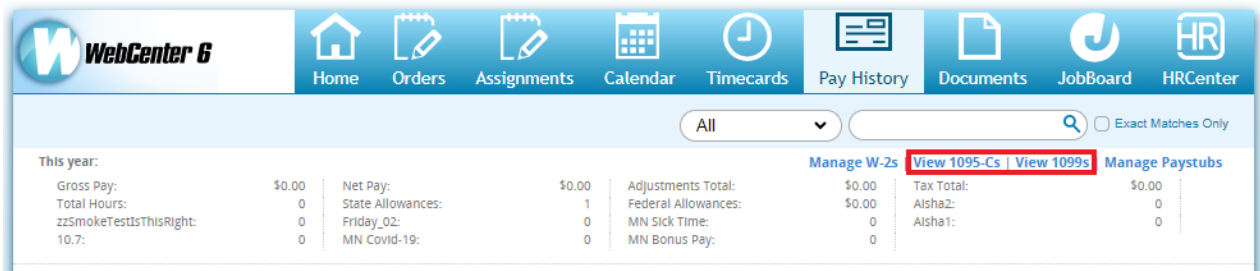 W WebCenter 6
Home Orders Assignments Calendar Timecards Pay History Documents JobBoard HR HRCenter
All Exact Matches Only
This year: Manage W-2s | View 1095-Cs | View 1099s | Manage Paystubs
Gross Pay: $0.00 Net Pay: $0.00 Adjustments Total: $0.00 Tax Total: $0.00
Total Hours: 0 State Allowances: 1 Federal Allowances: $0.00 Aisha2: 0
zzSmokeTestIsThisRight: 0 Friday_02: 0 MN Sick Time: 0 Aisha1: 0
10.7: 0 MN Covid-19: 0 MN Bonus Pay: 0